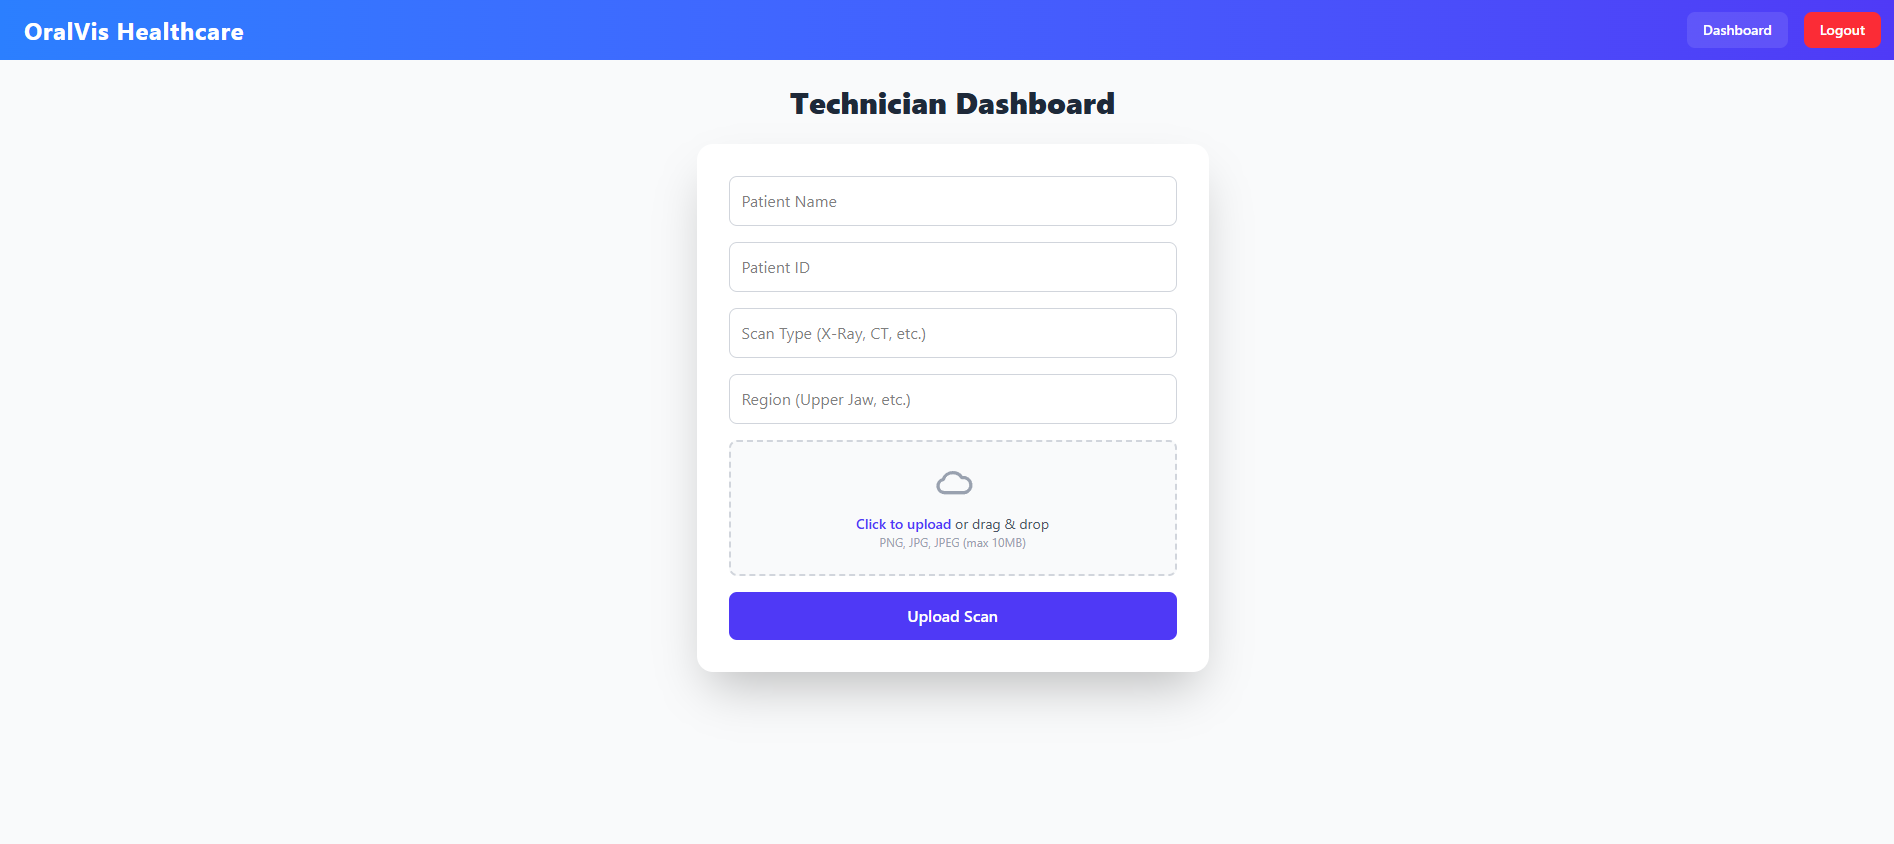 OralVis Healthcare
Dashboard
Logout
Technician Dashboard
Patient Name
Patient ID
Scan Type (X-Ray, CT, etc.)
Region (Upper Jaw, etc.)
Click to upload or drag & drop
PNG, JPG, JPEG (max 10MB)
Upload Scan